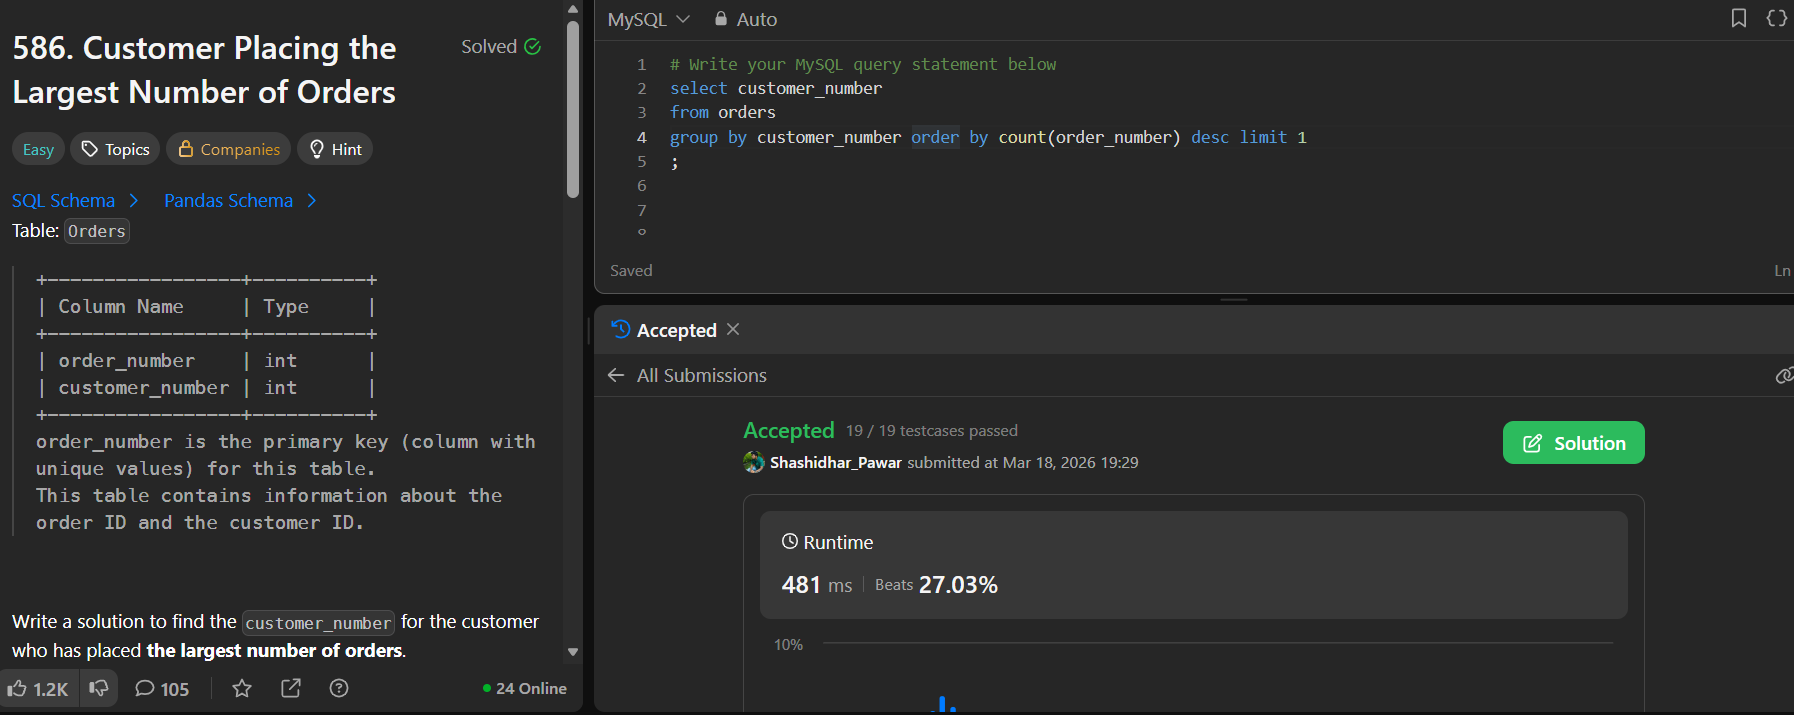 586. Customer Placing the
Largest Number of Orders
Solved
Easy
Topics
Companies
Hint
SQL Schema
Pandas Schema
Table: Orders
+-----------------+----------+
| Column Name     | Type     |
+-----------------+----------+
| order_number    | int      |
| customer_number | int      |
+-----------------+----------+
order_number is the primary key (column with
unique values) for this table.
This table contains information about the
order ID and the customer ID.
Write a solution to find the customer_number for the customer
who has placed the largest number of orders.
1.2K
105
24 Online
MySQL
Auto
{}
1 # Write your MySQL query statement below
2 select customer_number
3 from orders
4 group by customer_number order by count(order_number) desc limit 1
5 ;
6
7
Saved
Ln
Accepted
All Submissions
Accepted 19 / 19 testcases passed
Shashidhar_Pawar submitted at Mar 18, 2026 19:29
Solution
Runtime
481 ms | Beats 27.03%
10%